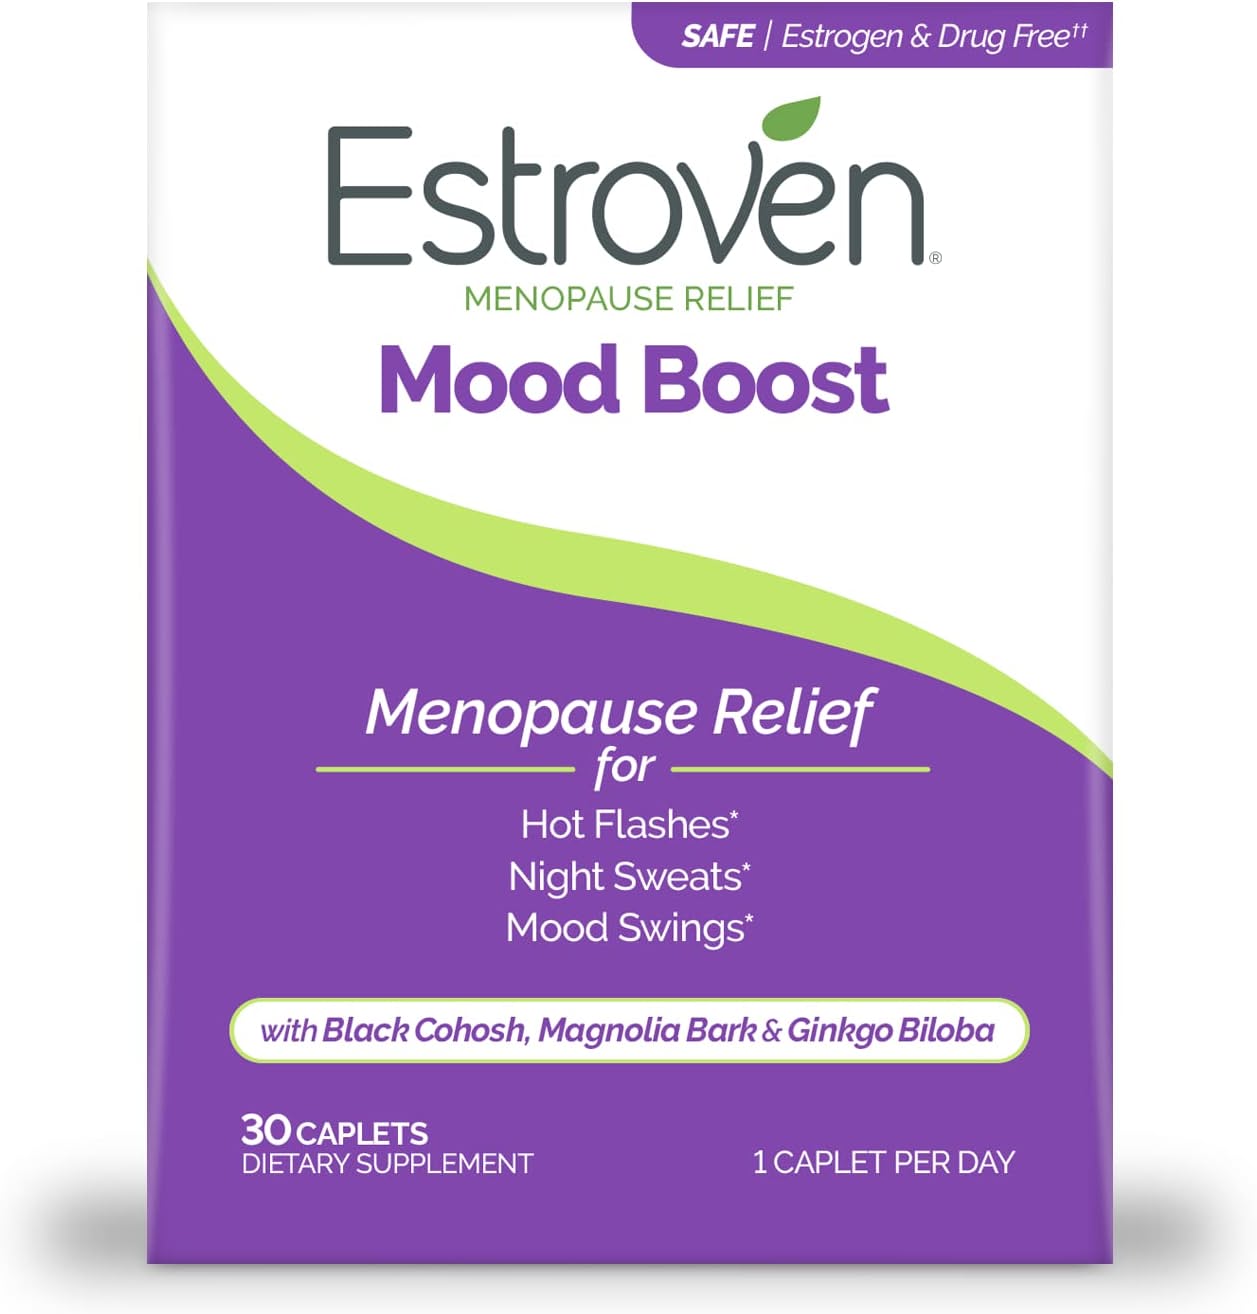 SAFE | Estrogen & Drug Free††
Estroven®
MENOPAUSE RELIEF
Mood Boost
Menopause Relief
for
Hot Flashes*
Night Sweats*
Mood Swings*
with Black Cohosh, Magnolia Bark & Ginkgo Biloba
30 CAPLETS
DIETARY SUPPLEMENT
1 CAPLET PER DAY